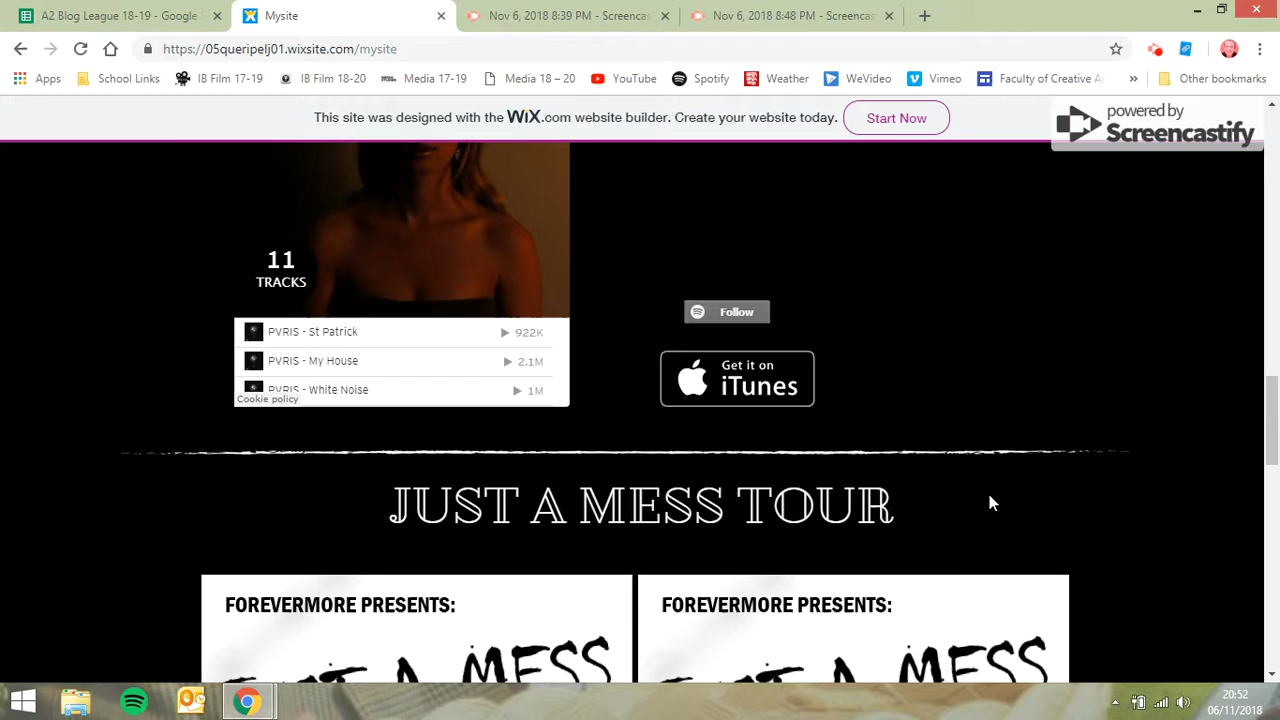 A2 Blog League 18-19 - Google S
Mysite
Nov 6, 2018 8:39 PM - Screencas
Nov 6, 2018 8:48 PM - Screencas
https://05queripelj01.wixsite.com/mysite
Apps
School Links
IB Film 17-19
IB Film 18-20
Media 17-19
Media 18 – 20
YouTube
Spotify
Weather
WeVideo
Vimeo
Faculty of Creative A
Other bookmarks
This site was designed with the WiX.com website builder. Create your website today.
Start Now
powered by
Screencastify
11
TRACKS
PVRIS - St Patrick
922K
PVRIS - My House
2.1M
PVRIS - White Noise
1M
Cookie policy
Follow
Get it on
iTunes
JUST A MESS TOUR
FOREVERMORE PRESENTS:
FOREVERMORE PRESENTS:
A MESS
A MESS
20:52
06/11/2018